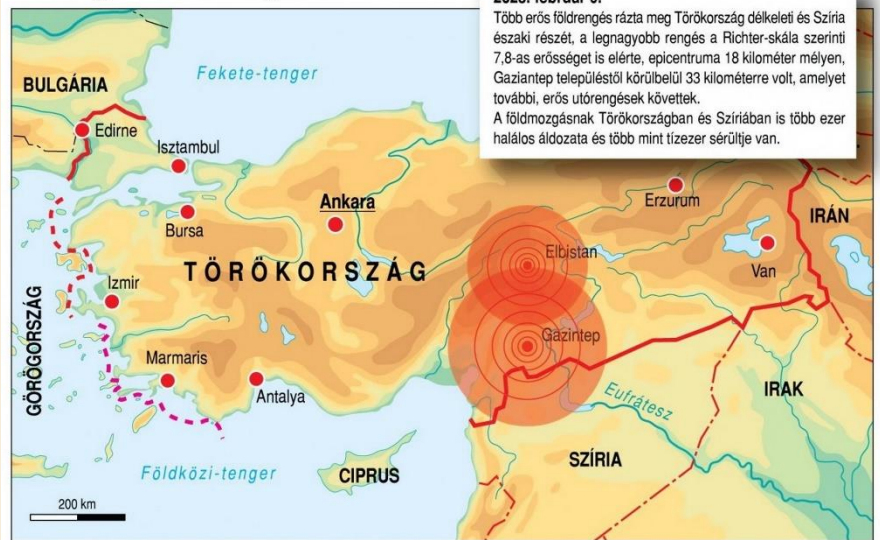 2023. február 6.
Több erős földrengés rázta meg Törökország délkeleti és Szíria
északi részét, a legnagyobb rengés a Richter-skála szerinti
7,8-as erősséget is elérte, epicentruma 18 kilométer mélyen,
Gaziantep településtől körülbelül 33 kilométerre volt, amelyet
további, erős utórengések követtek.
A földmozgásnak Törökországban és Szíriában is több ezer
halálos áldozata és több mint tízezer sérültje van.
BULGÁRIA
Fekete-tenger
Edirne
Isztambul
Ankara
Bursa
Erzurum
IRÁN
Elbistan
Van
TÖRÖKORSZÁG
Izmir
GÖRÖGORSZÁG
Gazintep
Marmaris
Antalya
Eufrátesz
IRAK
SZÍRIA
Földközi-tenger
CIPRUS
200 km